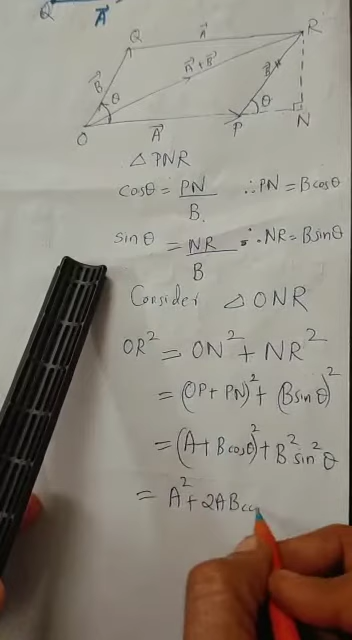 Q A⃗
Q A⃗ R
B⃗ θ A⃗+B⃗ B⃗ θ
O A⃗ P N
△PNR
cosθ = PN/B. ∴PN = Bcosθ
sinθ = NR/B ∴NR = Bsinθ
Consider △ONR
OR² = ON² + NR²
= (OP + PN)² + (Bsinθ)²
= (A + Bcosθ)² + B²sin²θ
= A² + 2ABco